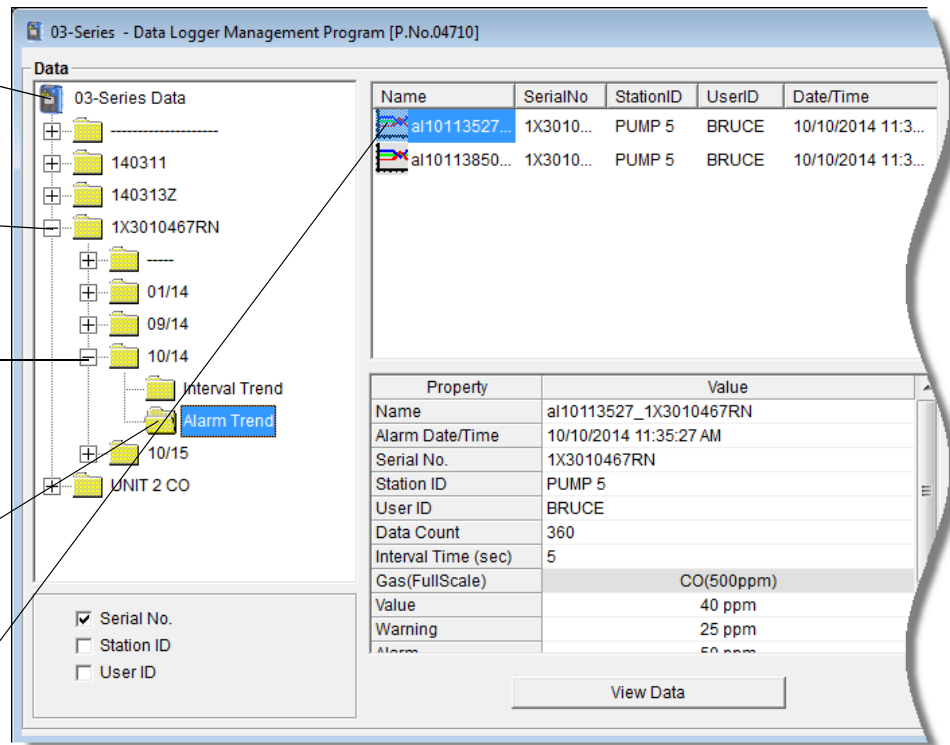 03-Series - Data Logger Management Program [P.No.04710]
Data
03-Series Data
--------------------
140311
140313Z
1X3010467RN
-----
01/14
09/14
10/14
Interval Trend
Alarm Trend
10/15
UNIT 2 CO
Serial No.
Station ID
User ID
Name SerialNo StationID UserID Date/Time
al10113527... 1X3010... PUMP 5 BRUCE 10/10/2014 11:3...
al10113850... 1X3010... PUMP 5 BRUCE 10/10/2014 11:3...
Property Value
Name al10113527_1X3010467RN
Alarm Date/Time 10/10/2014 11:35:27 AM
Serial No. 1X3010467RN
Station ID PUMP 5
User ID BRUCE
Data Count 360
Interval Time (sec) 5
Gas(FullScale) CO(500ppm)
Value 40 ppm
Warning 25 ppm
Alarm 50 ppm
View Data